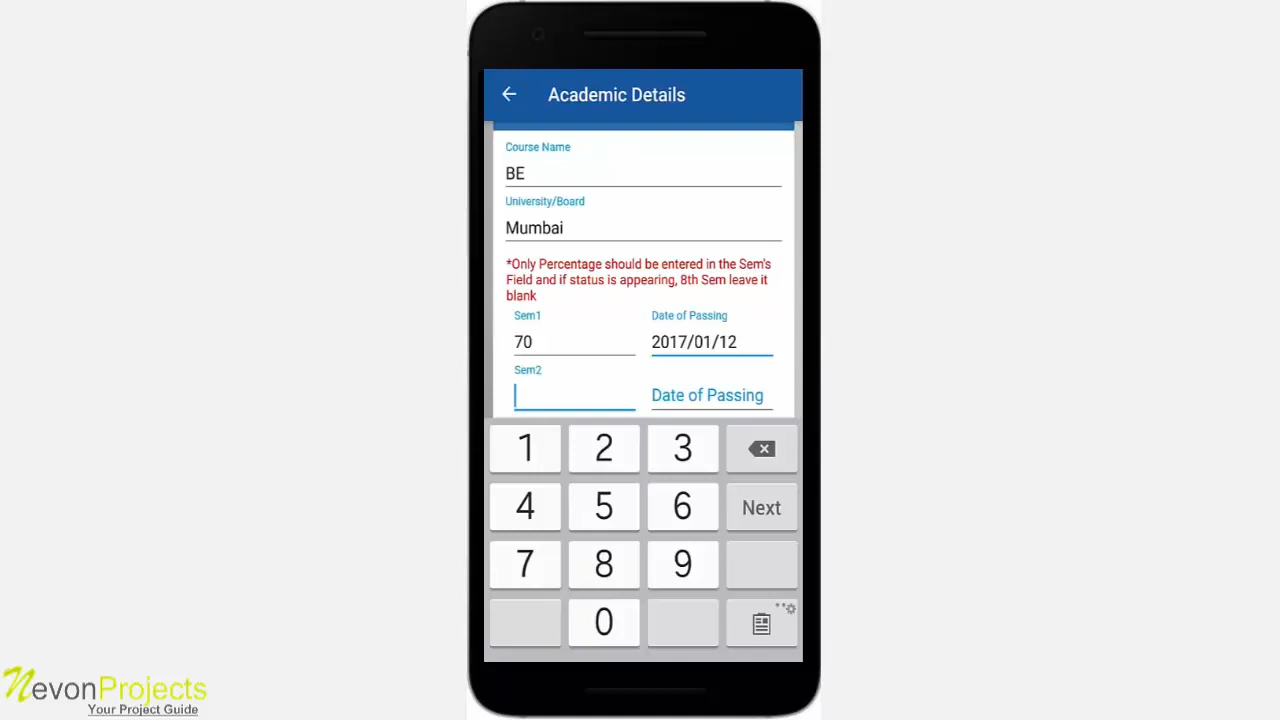 Academic Details
Course Name
BE
University/Board
Mumbai
*Only Percentage should be entered in the Sem's
Field and if status is appearing, 8th Sem leave it
blank
Sem1 Date of Passing
70 2017/01/12
Sem2
Date of Passing
1 2 3
4 5 6 Next
7 8 9
0
NevonProjects
Your Project Guide